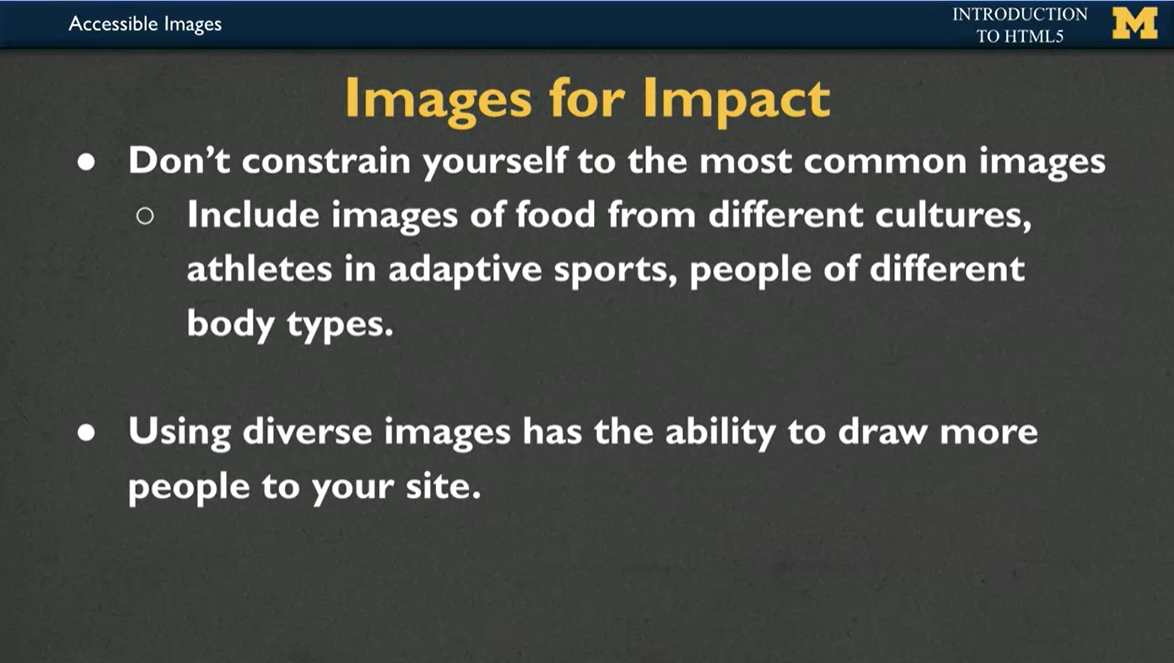 Accessible Images
INTRODUCTION
TO HTML5
M
Images for Impact
● Don’t constrain yourself to the most common images
○ Include images of food from different cultures,
athletes in adaptive sports, people of different
body types.
● Using diverse images has the ability to draw more
people to your site.